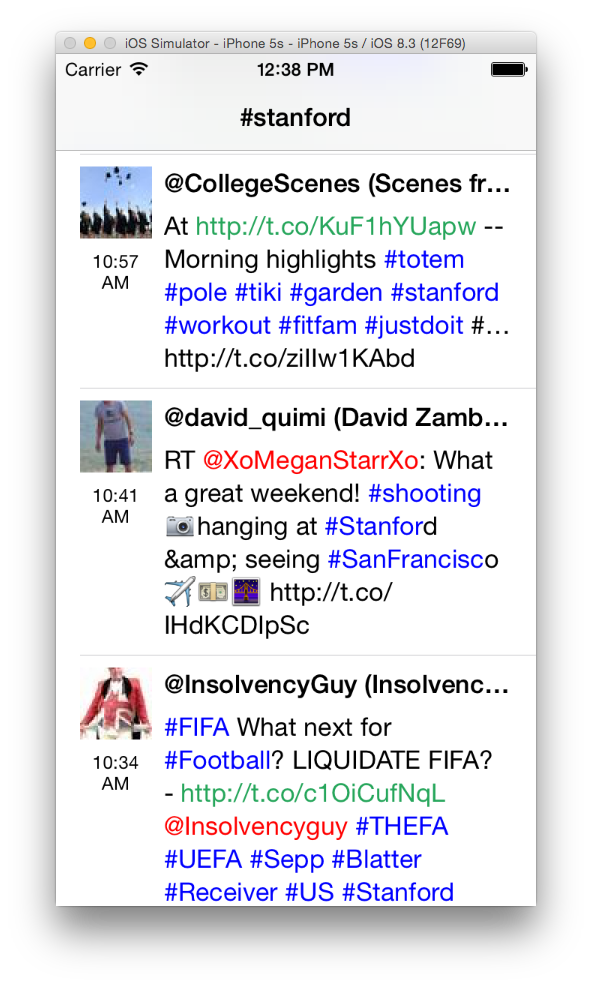 iOS Simulator - iPhone 5s - iPhone 5s / iOS 8.3 (12F69)
Carrier 12:38 PM
#stanford
@CollegeScenes (Scenes fr...
At http://t.co/KuF1hYUapw --
Morning highlights #totem
#pole #tiki #garden #stanford
#workout #fitfam #justdoit #...
http://t.co/ziIIw1KAbd
10:57
AM
@david_quimi (David Zamb...
RT @XoMeganStarrXo: What
a great weekend! #shooting
📷hanging at #Stanford
&amp; seeing #SanFrancisco
✈️💵🌉 http://t.co/
IHdKCDIpSc
10:41
AM
@InsolvencyGuy (Insolvenc...
#FIFA What next for
#Football? LIQUIDATE FIFA?
- http://t.co/c1OiCufNqL
@Insolvencyguy #THEFA
#UEFA #Sepp #Blatter
#Receiver #US #Stanford
10:34
AM